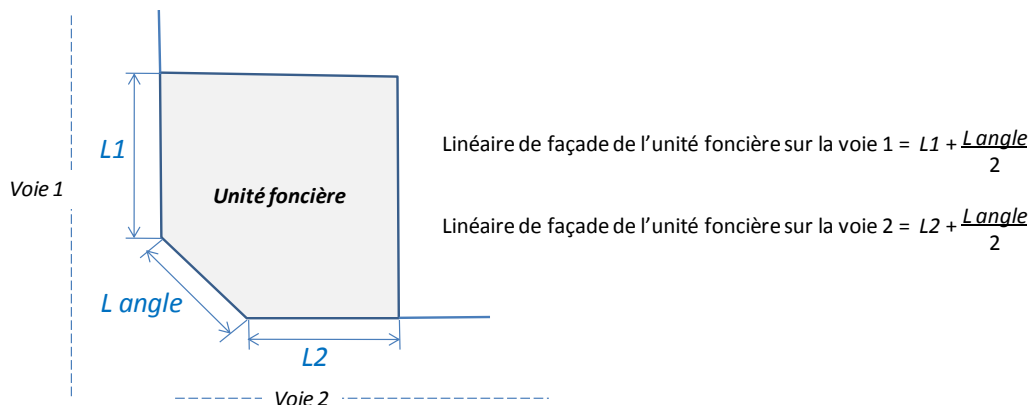 L1
Voie 1
Unité foncière
L angle
L2
Voie 2
Linéaire de façade de l'unité foncière sur la voie 1 = L1 + L angle
2
Linéaire de façade de l'unité foncière sur la voie 2 = L2 + L angle
2